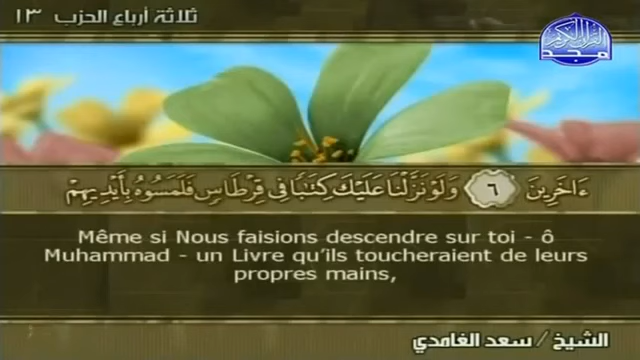 ثلاثة أرباع الحزب ١٣
القرآن الكريم
مجد
ءَاخَرِينَ ٦ وَلَوْ نَزَّلْنَا عَلَيْكَ كِتَٰبًا فِي قِرْطَاسٍ فَلَمَسُوهُ بِأَيْدِيهِمْ
Même si Nous faisions descendre sur toi - ô
Muhammad - un Livre qu'ils toucheraient de leurs
propres mains,
الشيخ / سعد الغامدي